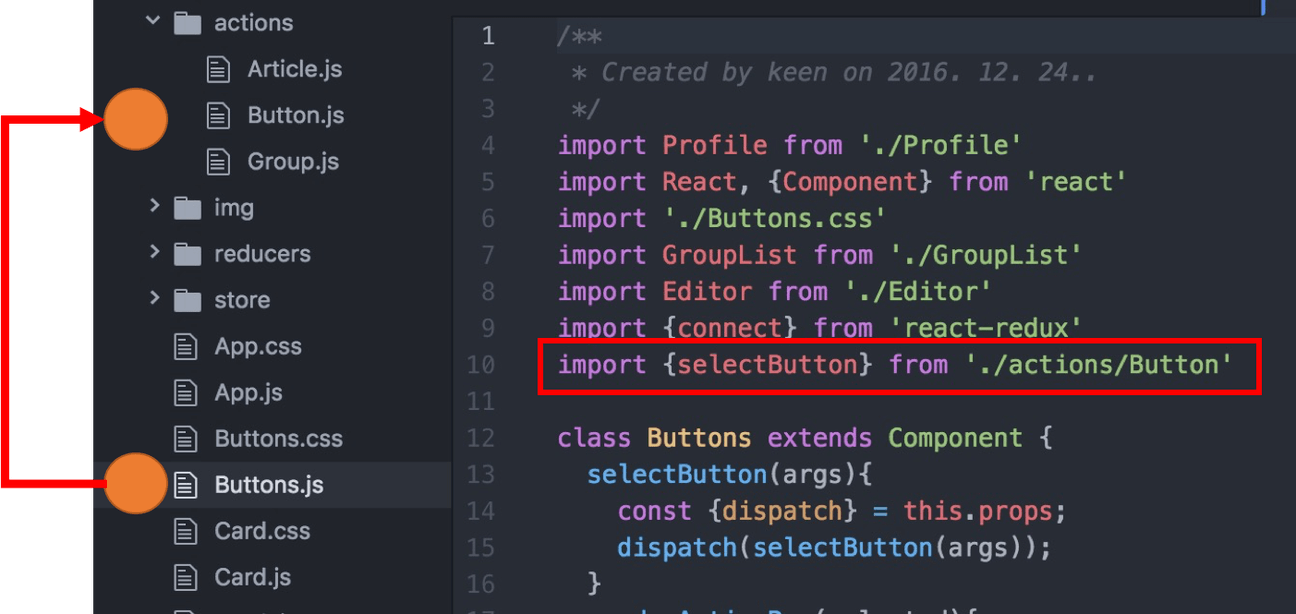 actions
Article.js
Button.js
Group.js
img
reducers
store
App.css
App.js
Buttons.css
Buttons.js
Card.css
Card.js
1 /**
2 * Created by keen on 2016. 12. 24..
3 */
4 import Profile from './Profile'
5 import React, {Component} from 'react'
6 import './Buttons.css'
7 import GroupList from './GroupList'
8 import Editor from './Editor'
9 import {connect} from 'react-redux'
10 import {selectButton} from './actions/Button'
11
12 class Buttons extends Component {
13 selectButton(args){
14 const {dispatch} = this.props;
15 dispatch(selectButton(args));
16 }